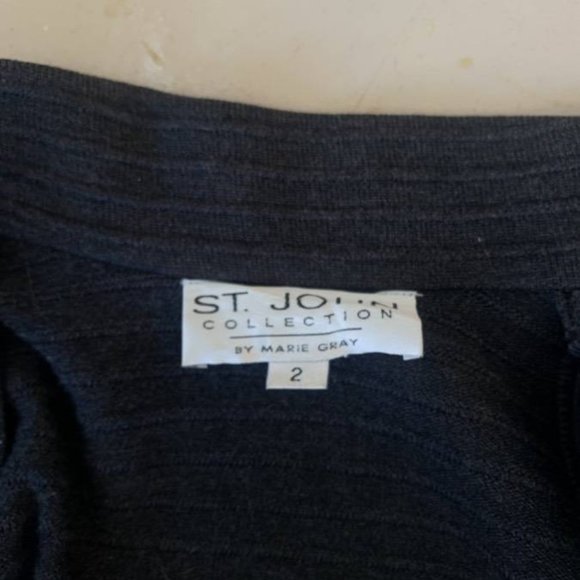 ST. JOHN
COLLECTION
BY MARIE GRAY
2